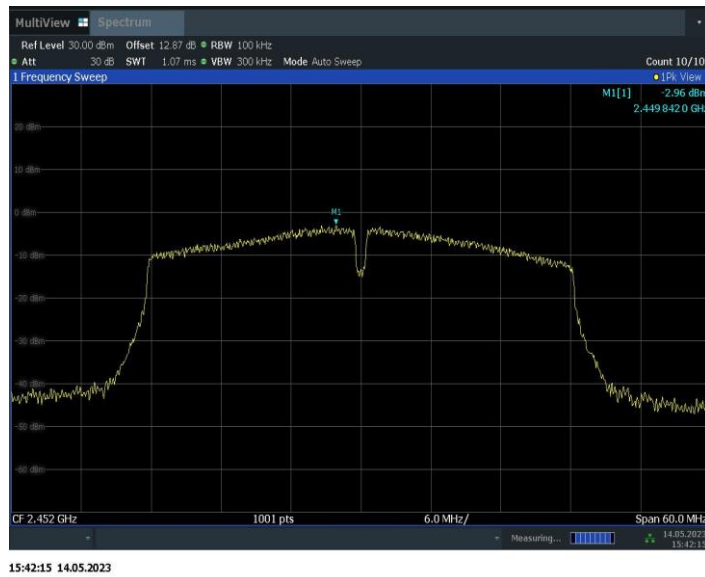 MultiView Spectrum
Ref Level 30.00 dBm Offset 12.87 dB RBW 100 kHz
Att 30 dB SWT 1.07 ms VBW 300 kHz Mode Auto Sweep Count 10/10
1 Frequency Sweep 1Pk View
M1[1] -2.96 dBm
2.449 842 0 GHz
20 dBm
10 dBm
0 dBm
M1
-10 dBm
-20 dBm
-30 dBm
-40 dBm
-50 dBm
-60 dBm
CF 2.452 GHz 1001 pts 6.0 MHz/ Span 60.0 MHz
Measuring... 14.05.2023
15:42:15
15:42:15 14.05.2023